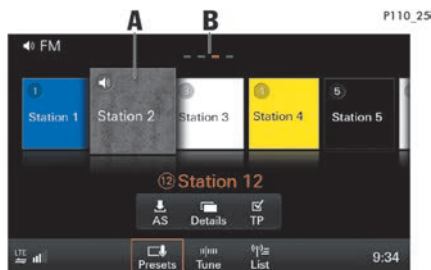 A B P110_25
FM
1 3 4 5
Station 1 Station 2 Station 3 Station 4 Station 5
12 Station 12
AS Details TP
LTE Presets Tune List 9:34